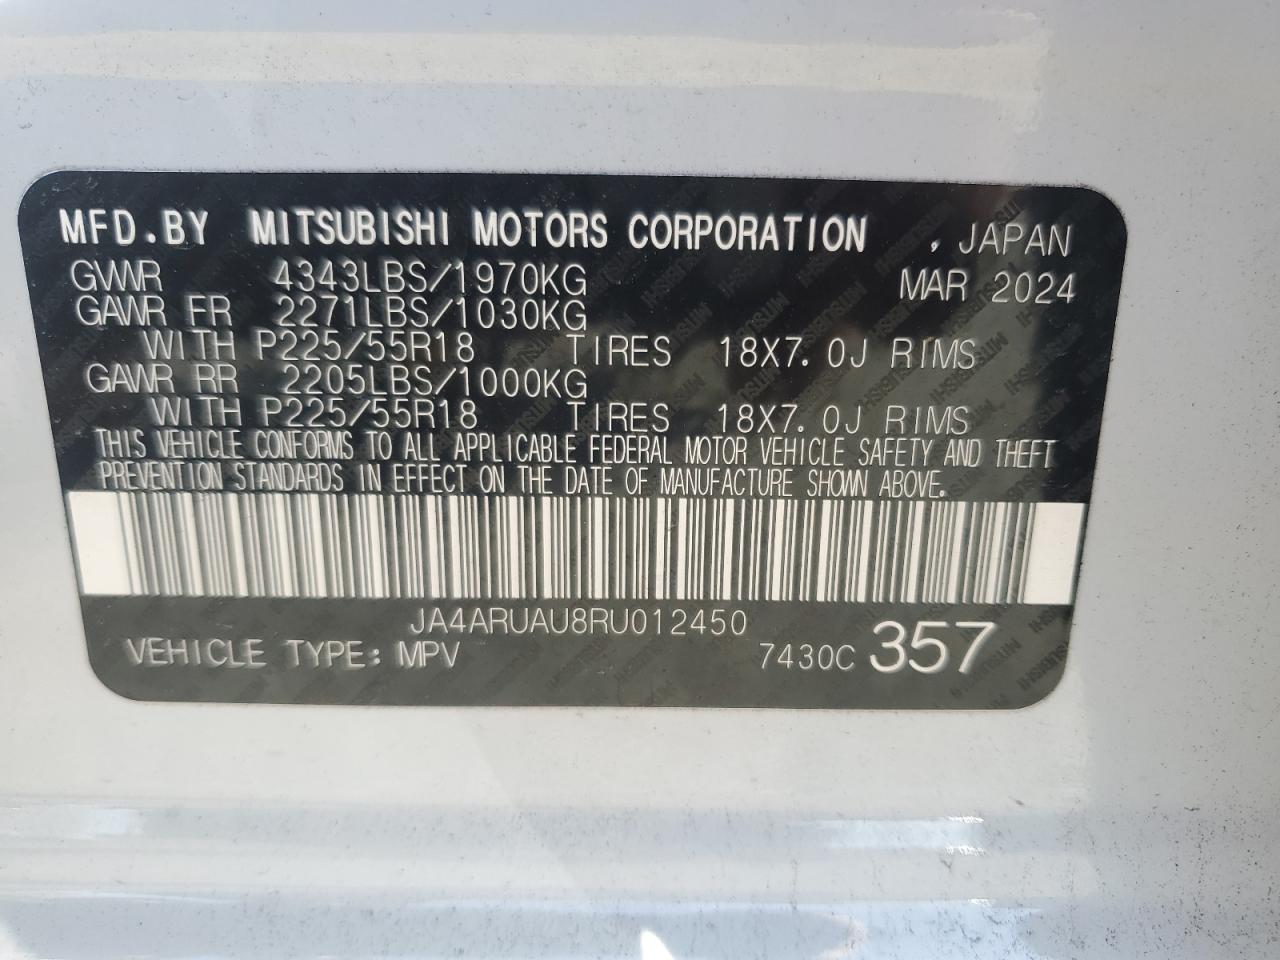 MFD.BY MITSUBISHI MOTORS CORPORATION , JAPAN
GVWR 4343LBS/1970KG MAR 2024
GAWR FR 2271LBS/1030KG
WITH P225/55R18 TIRES 18X7.0J RIMS
GAWR RR 2205LBS/1000KG
WITH P225/55R18 TIRES 18X7.0J RIMS
THIS VEHICLE CONFORMS TO ALL APPLICABLE FEDERAL MOTOR VEHICLE SAFETY AND THEFT
PREVENTION STANDARDS IN EFFECT ON THE DATE OF MANUFACTURE SHOWN ABOVE.
JA4ARUAU8RU012450
VEHICLE TYPE: MPV 7430C 357